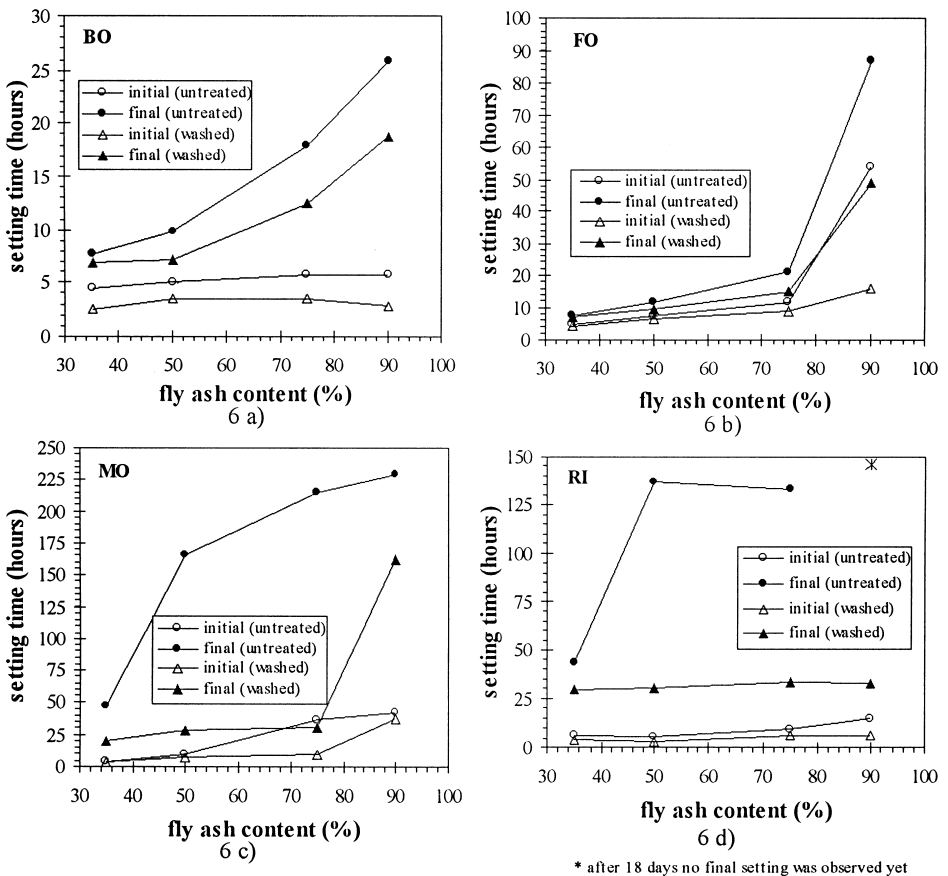 BO
30
25
20
15
10
5
0
setting time (hours)
initial (untreated)
final (untreated)
initial (washed)
final (washed)
30 40 50 60 70 80 90 100
fly ash content (%)
6 a)
FO
100
90
80
70
60
50
40
30
20
10
0
setting time (hours)
initial (untreated)
final (untreated)
initial (washed)
final (washed)
30 40 50 60 70 80 90 100
fly ash content (%)
6 b)
MO
250
225
200
175
150
125
100
75
50
25
0
setting time (hours)
initial (untreated)
final (untreated)
initial (washed)
final (washed)
30 40 50 60 70 80 90 100
fly ash content (%)
6 c)
RI
150
125
100
75
50
25
0
setting time (hours)
initial (untreated)
final (untreated)
initial (washed)
final (washed)
30 40 50 60 70 80 90 100
fly ash content (%)
6 d)
* after 18 days no final setting was observed yet